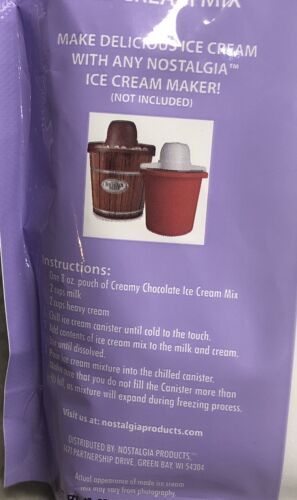 CREAM MIX
MAKE DELICIOUS ICE CREAM
WITH ANY NOSTALGIA™
ICE CREAM MAKER!
(NOT INCLUDED)
Instructions:
One 8 oz. pouch of Creamy Chocolate Ice Cream Mix
2 cups milk
2 cups heavy cream
Chill ice cream canister until cold to the touch.
Add contents of ice cream mix to the milk and cream.
Stir until dissolved.
Pour ice cream mixture into the chilled canister.
Make sure that you do not fill the Canister more than
full, as mixture will expand during freezing process.
Visit us at: nostalgiaproducts.com
DISTRIBUTED BY: NOSTALGIA PRODUCTS,™
1471 PARTNERSHIP DRIVE, GREEN BAY, WI 54304
Actual appearance of made ice cream
may vary from photography.